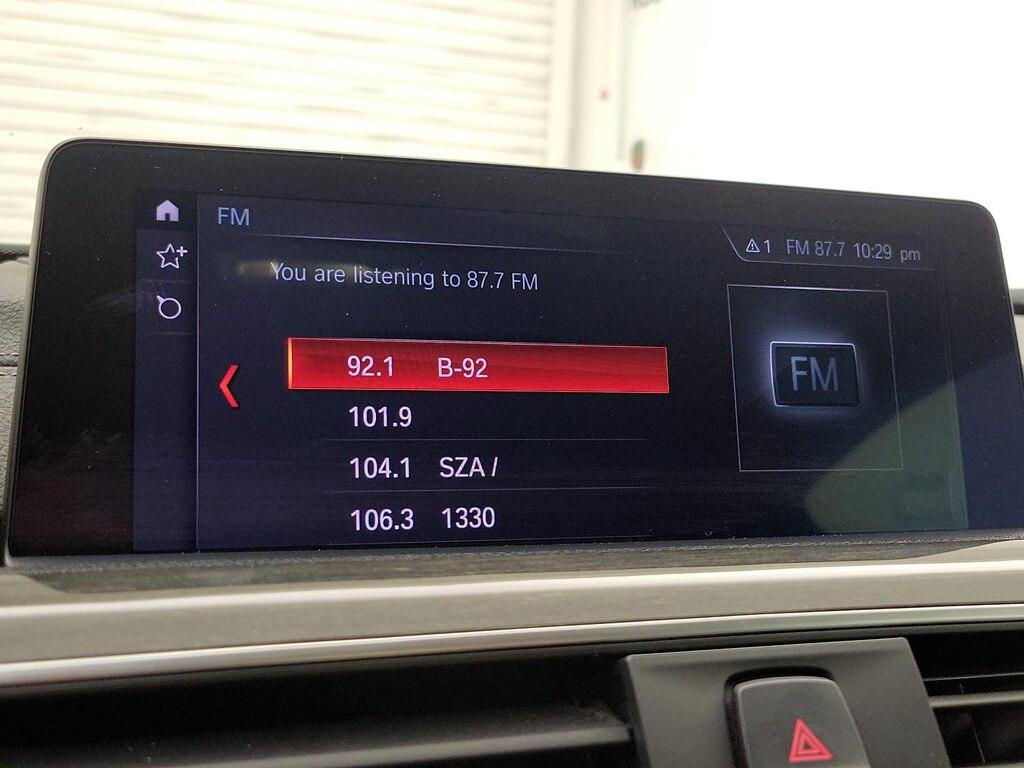 FM
1 FM 87.7 10:29 pm
You are listening to 87.7 FM
92.1 B-92
101.9
104.1 SZA /
106.3 1330
FM